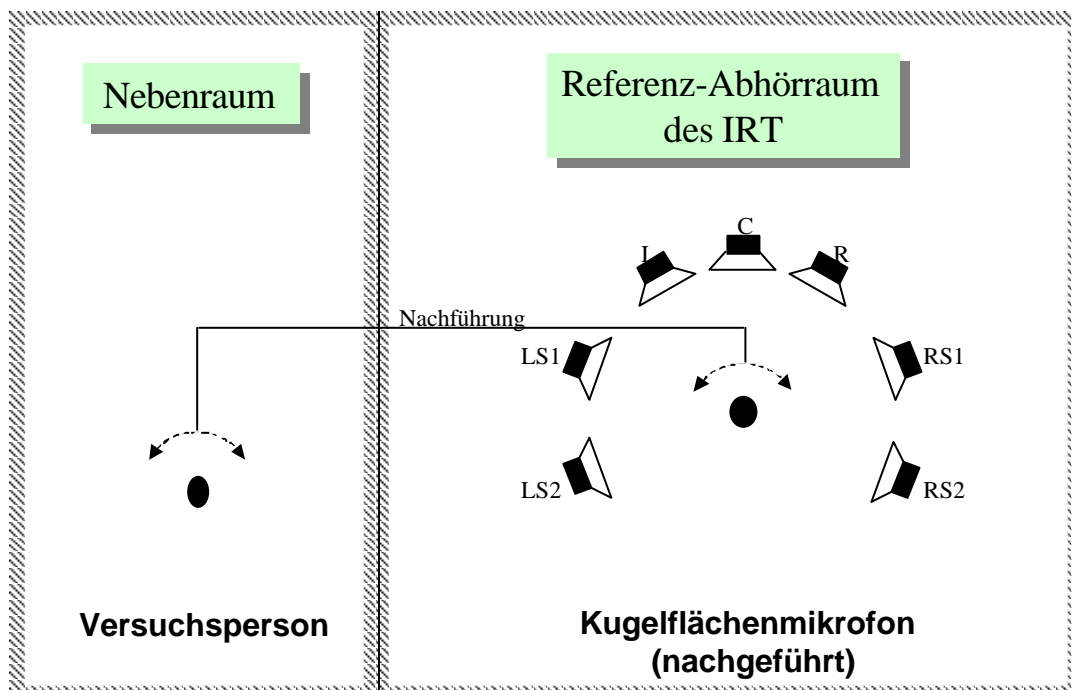 Nebenraum
Referenz-Abhörraum
des IRT
C
L
R
Nachführung
LS1
RS1
LS2
RS2
Versuchsperson
Kugelflächenmikrofon
(nachgeführt)